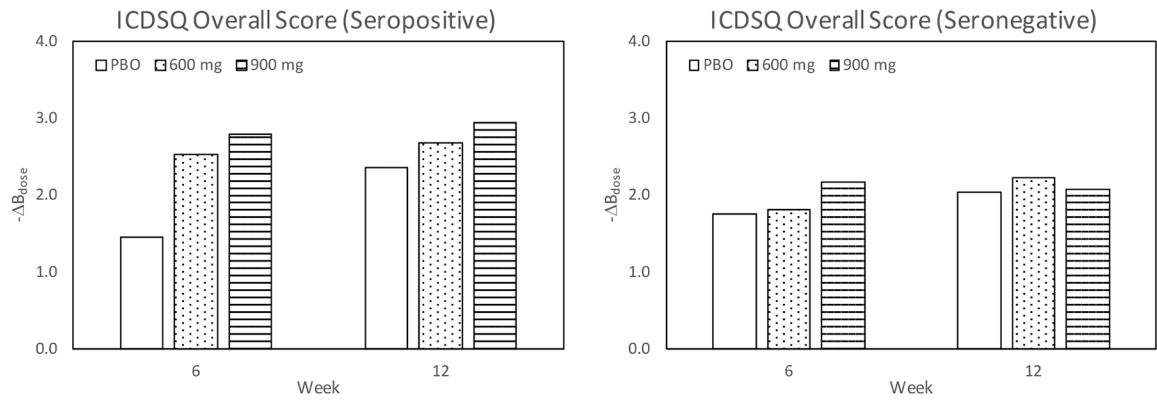 ICDSQ Overall Score (Seropositive)
4.0
3.0
2.0
1.0
0.0
-ΔB_dose
PBO 600 mg 900 mg
6 12
Week
ICDSQ Overall Score (Seronegative)
4.0
3.0
2.0
1.0
0.0
-ΔB_dose
PBO 600 mg 900 mg
6 12
Week